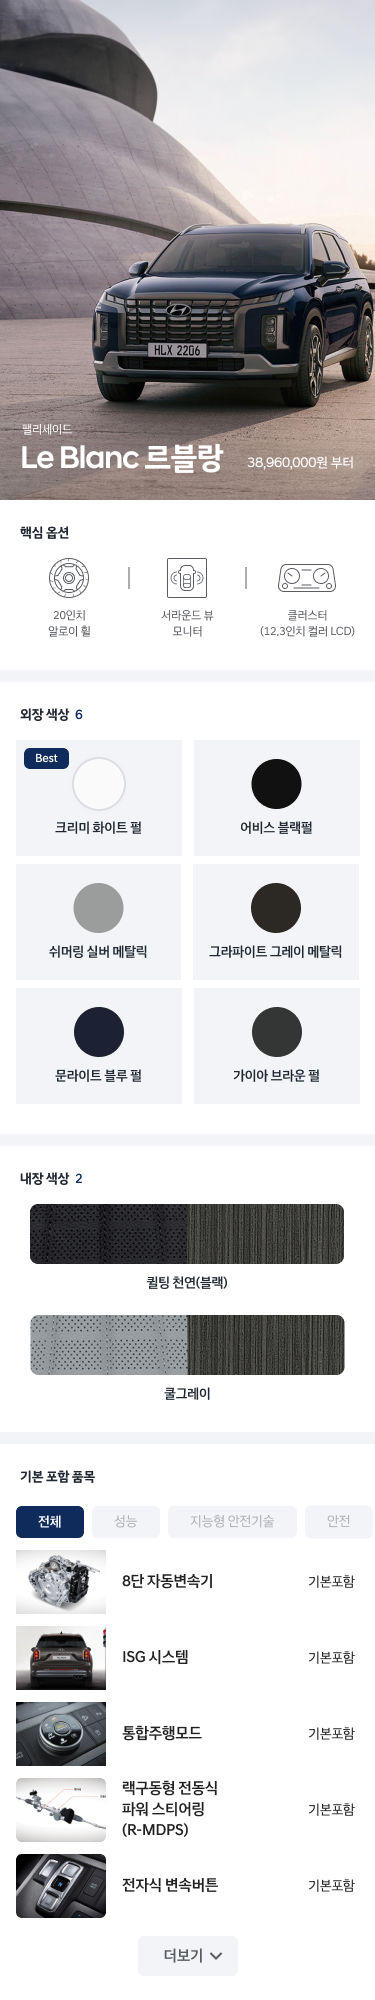 HLX 2206
팰리세이드
Le Blanc 르블랑
38,960,000원 부터
핵심 옵션
20인치
알로이 휠
서라운드 뷰
모니터
클러스터
(12.3인치 컬러 LCD)
외장 색상 6
Best
크리미 화이트 펄
어비스 블랙펄
쉬머링 실버 메탈릭
그라파이트 그레이 메탈릭
문라이트 블루 펄
가이아 브라운 펄
내장 색상 2
퀼팅 천연(블랙)
쿨그레이
기본 포함 품목
전체
성능
지능형 안전기술
안전
8단 자동변속기
기본포함
ISG 시스템
기본포함
통합주행모드
기본포함
랙구동형 전동식
파워 스티어링
(R-MDPS)
기본포함
전자식 변속버튼
기본포함
더보기